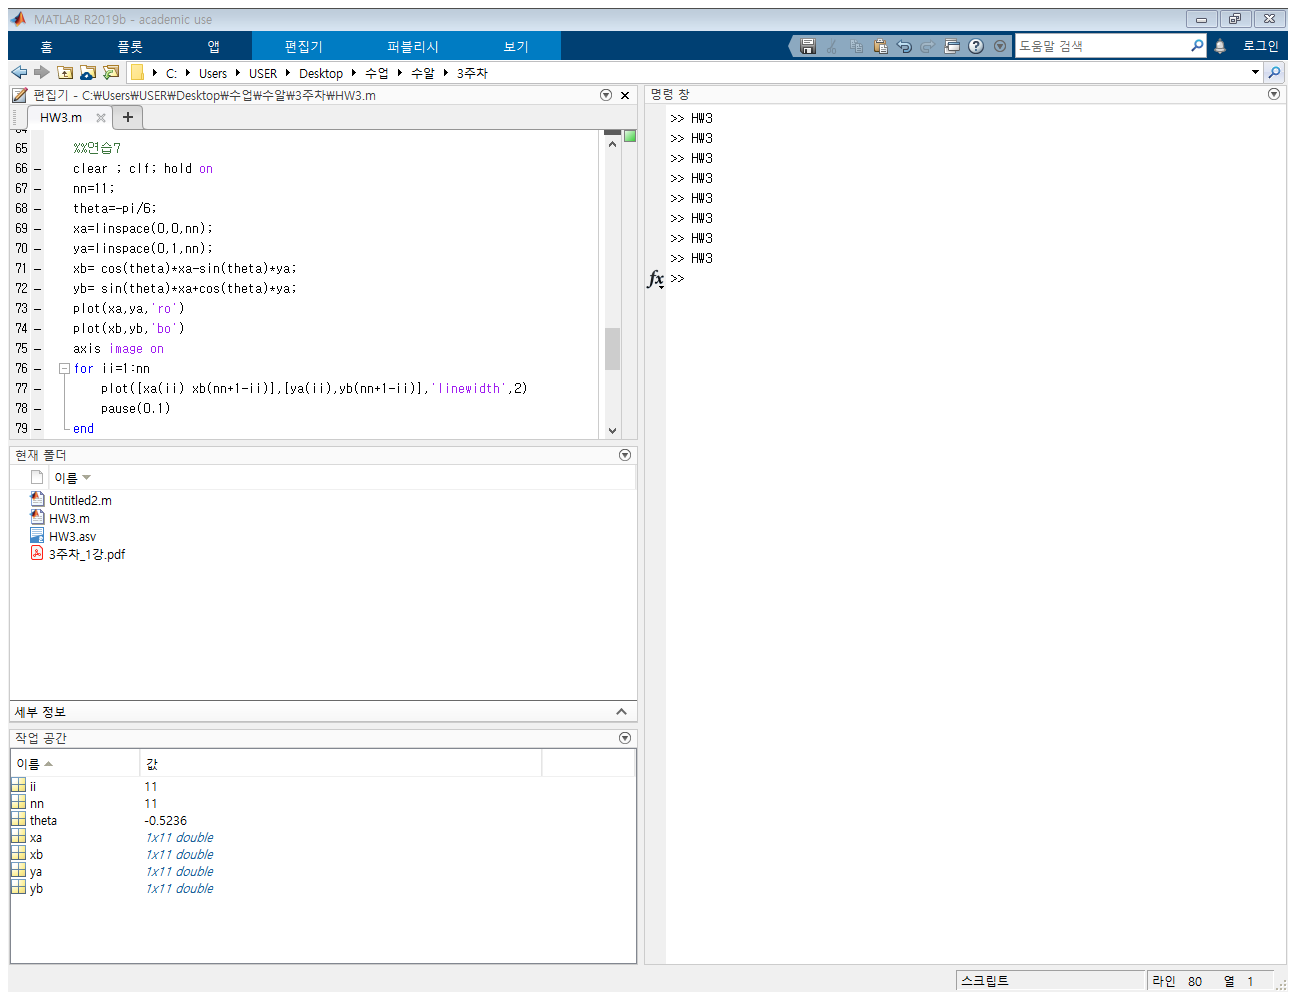 MATLAB R2019b - academic use
홈 플롯 앱 편집기 퍼블리시 보기 도움말 검색 로그인
C: Users USER Desktop 수업 수알 3주차
편집기 - C:₩Users₩USER₩Desktop₩수업₩수알₩3주차₩HW3.m
HW3.m +
64
65 %%연습7
66 – clear ; clf; hold on
67 – nn=11;
68 – theta=-pi/6;
69 – xa=linspace(0,0,nn);
70 – ya=linspace(0,1,nn);
71 – xb= cos(theta)*xa-sin(theta)*ya;
72 – yb= sin(theta)*xa+cos(theta)*ya;
73 – plot(xa,ya,'ro')
74 – plot(xb,yb,'bo')
75 – axis image on
76 – for ii=1:nn
77 – plot([xa(ii) xb(nn+1-ii)],[ya(ii),yb(nn+1-ii)],'linewidth',2)
78 – pause(0.1)
79 – end
현재 폴더
이름
Untitled2.m
HW3.m
HW3.asv
3주차_1강.pdf
세부 정보
작업 공간
이름 값
ii 11
nn 11
theta -0.5236
xa 1x11 double
xb 1x11 double
ya 1x11 double
yb 1x11 double
명령 창
>> HW3
>> HW3
>> HW3
>> HW3
>> HW3
>> HW3
>> HW3
>> HW3
fx >>
스크립트 라인 80 열 1